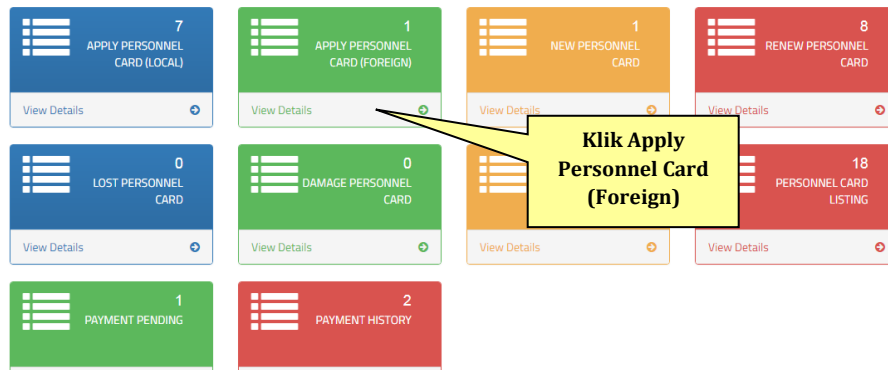 7
APPLY PERSONNEL
CARD (LOCAL)
View Details
1
APPLY PERSONNEL
CARD (FOREIGN)
View Details
1
NEW PERSONNEL
CARD
View Details
8
RENEW PERSONNEL
CARD
View Details
Klik Apply
Personnel Card
(Foreign)
0
LOST PERSONNEL
CARD
View Details
0
DAMAGE PERSONNEL
CARD
View Details
View Details
18
PERSONNEL CARD
LISTING
View Details
1
PAYMENT PENDING
2
PAYMENT HISTORY